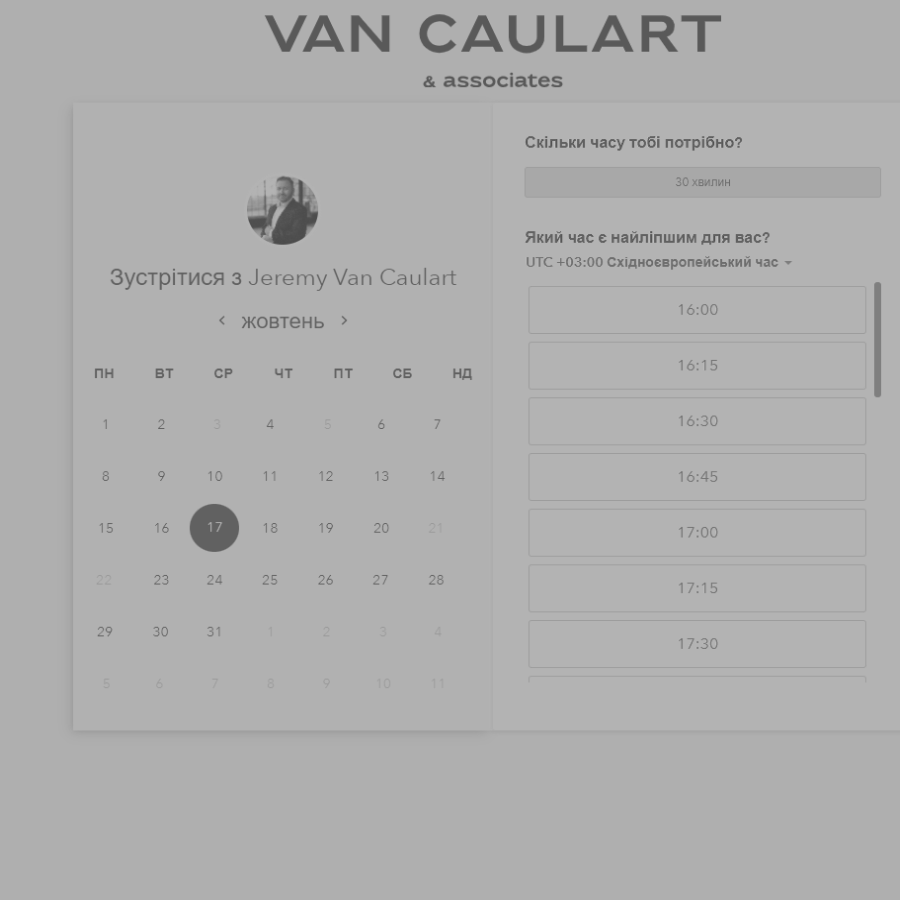 VAN CAULART
& associates
Зустрітися з Jeremy Van Caulart
жовтень
ПН ВТ СР ЧТ ПТ СБ НД
1 2 3 4 5 6 7
8 9 10 11 12 13 14
15 16 17 18 19 20 21
22 23 24 25 26 27 28
29 30 31 1 2 3 4
5 6 7 8 9 10 11
Скільки часу тобі потрібно?
30 хвилин
Який час є найліпшим для вас?
UTC +03:00 Східноєвропейський час
16:00
16:15
16:30
16:45
17:00
17:15
17:30